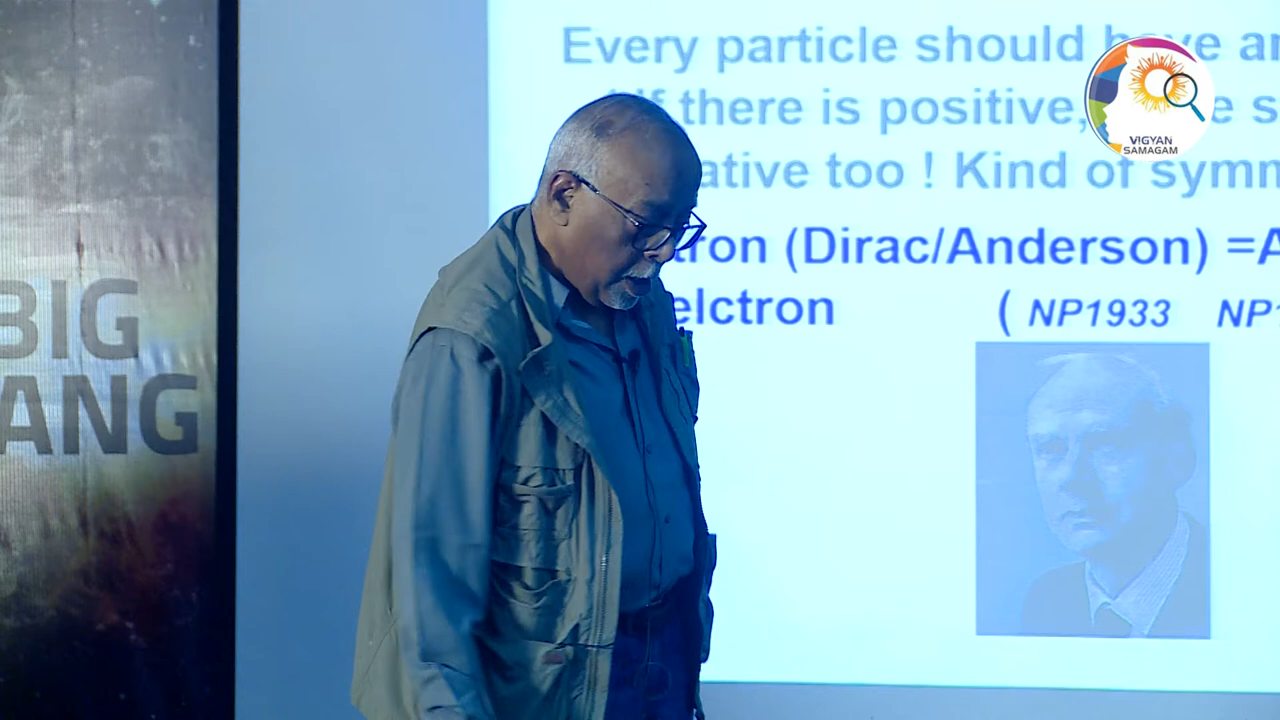 BIG
ANG
Every particle should have an
If there is positive,
ative too ! Kind of symm
tron (Dirac/Anderson) =A
elctron ( NP1933 NP
VIGYAN
SAMAGAM